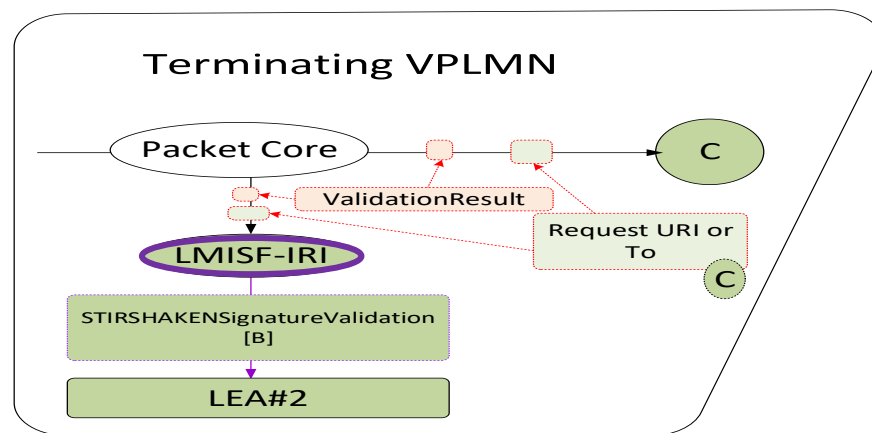 Terminating VPLMN
Packet Core
C
ValidationResult
Request URI or
To
C
LMISF-IRI
STIRSHAKENSignatureValidation
[B]
LEA#2